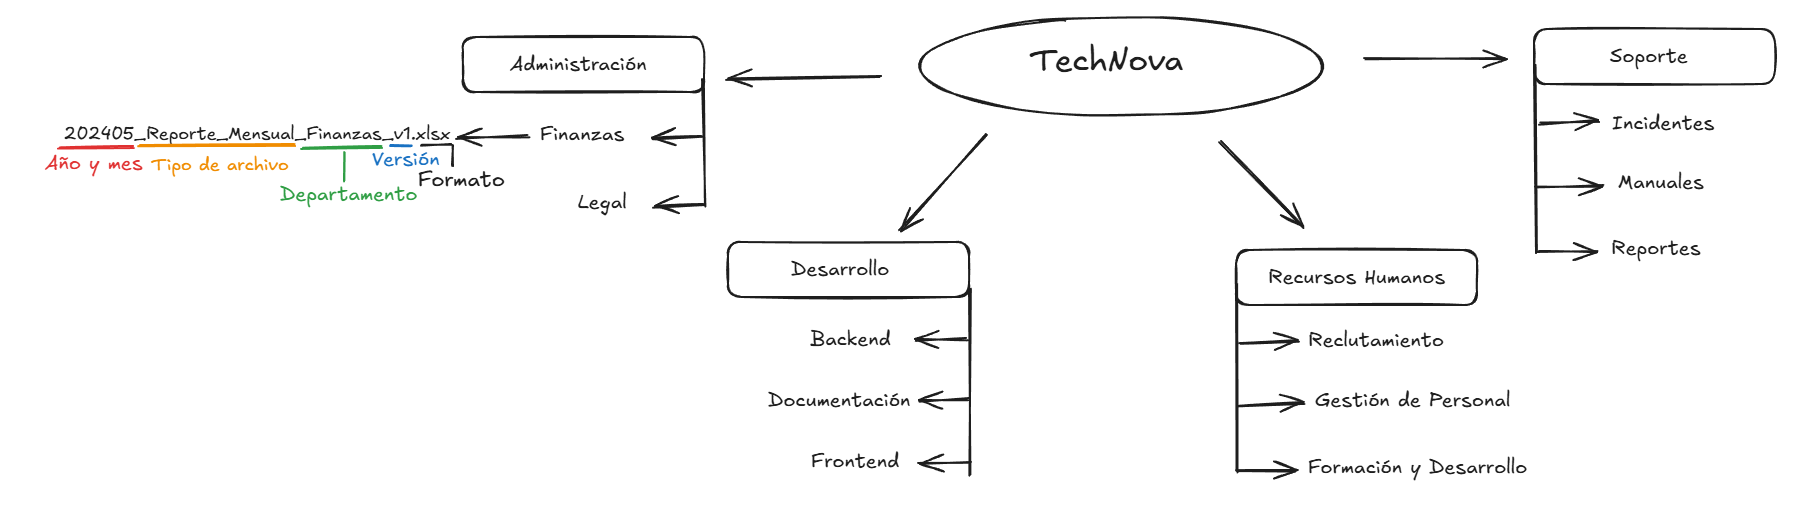 TechNova
Administración
Finanzas
202405_Reporte_Mensual_Finanzas_v1.xlsx
Año y mes
Tipo de archivo
Departamento
Versión
Formato
Legal
Desarrollo
Backend
Documentación
Frontend
Recursos Humanos
Reclutamiento
Gestión de Personal
Formación y Desarrollo
Soporte
Incidentes
Manuales
Reportes